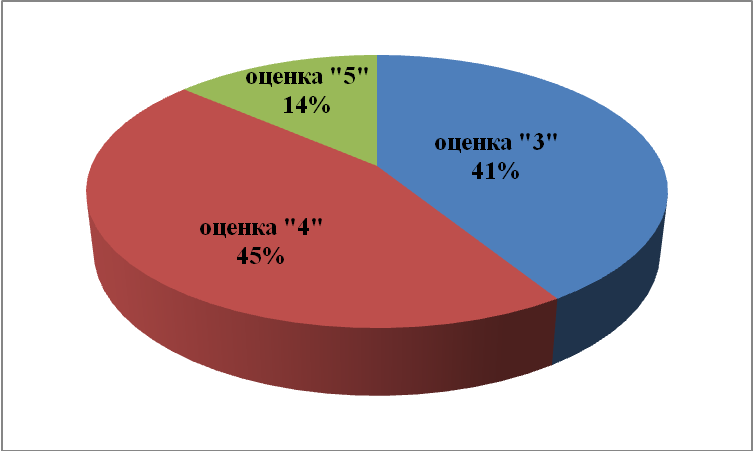 оценка "5"
14%
оценка "3"
41%
оценка "4"
45%